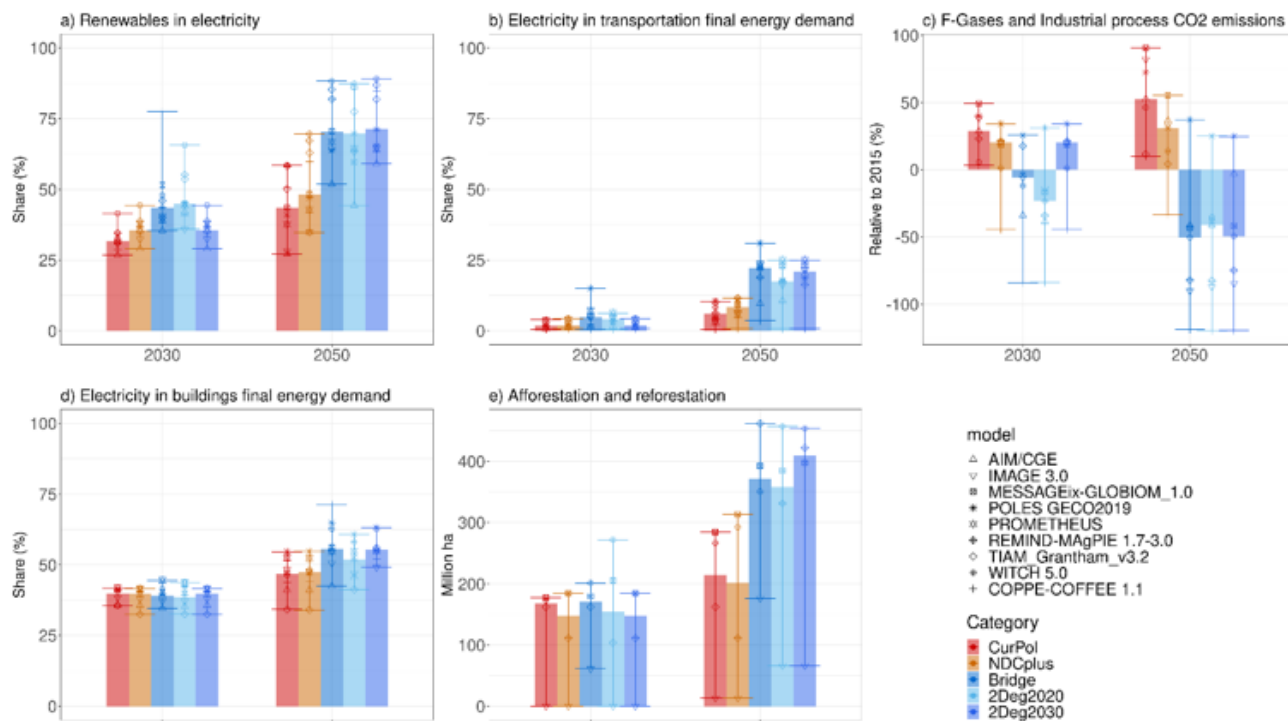 a) Renewables in electricity
b) Electricity in transportation final energy demand
c) F-Gases and Industrial process CO2 emissions
100
75
50
25
0
Share (%)
2030
2050
100
75
50
25
0
Share (%)
2030
2050
100
50
0
-50
-100
Relative to 2015 (%)
2030
2050
d) Electricity in buildings final energy demand
e) Afforestation and reforestation
100
75
50
25
0
Share (%)
400
300
200
100
0
Million ha
model
AIM/CGE
IMAGE 3.0
MESSAGEix-GLOBIOM_1.0
POLES GECO2019
PROMETHEUS
REMIND-MAgPIE 1.7-3.0
TIAM_Grantham_v3.2
WITCH 5.0
COPPE-COFFEE 1.1
Category
CurPol
NDCplus
Bridge
2Deg2020
2Deg2030